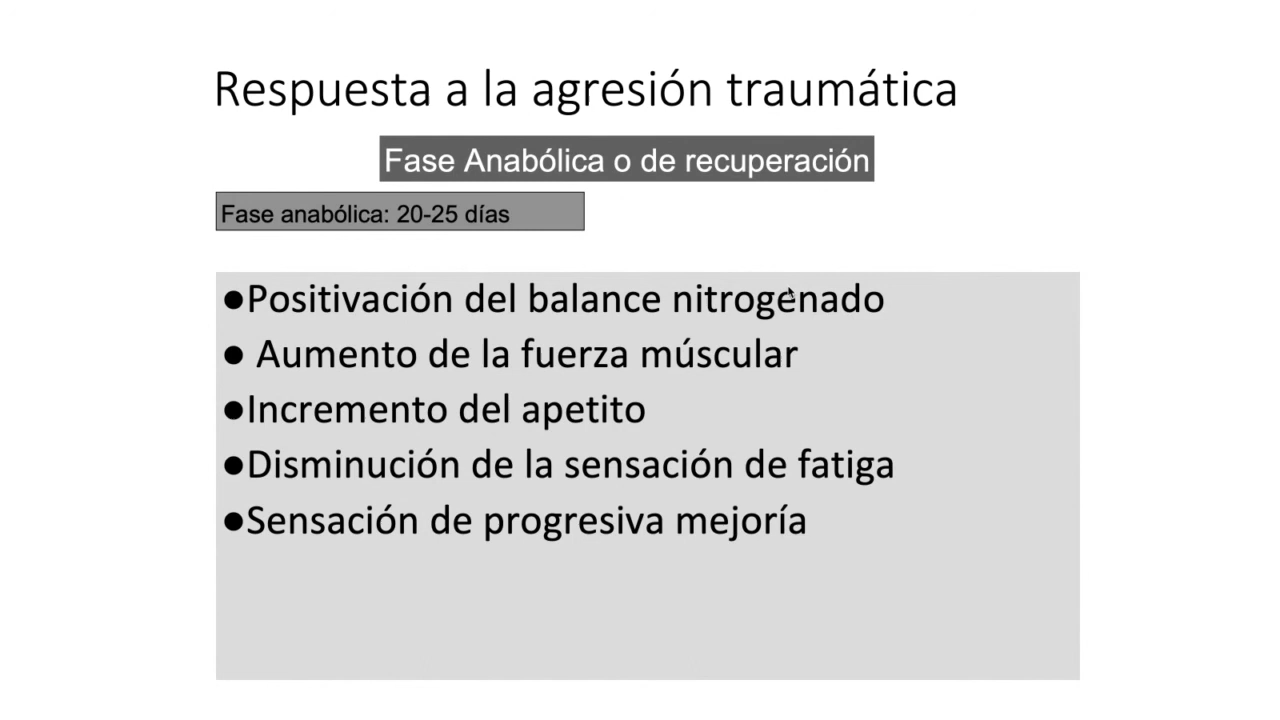 Respuesta a la agresión traumática
Fase Anabólica o de recuperación
Fase anabólica: 20-25 días
●Positivación del balance nitrogenado
● Aumento de la fuerza múscular
●Incremento del apetito
●Disminución de la sensación de fatiga
●Sensación de progresiva mejoría